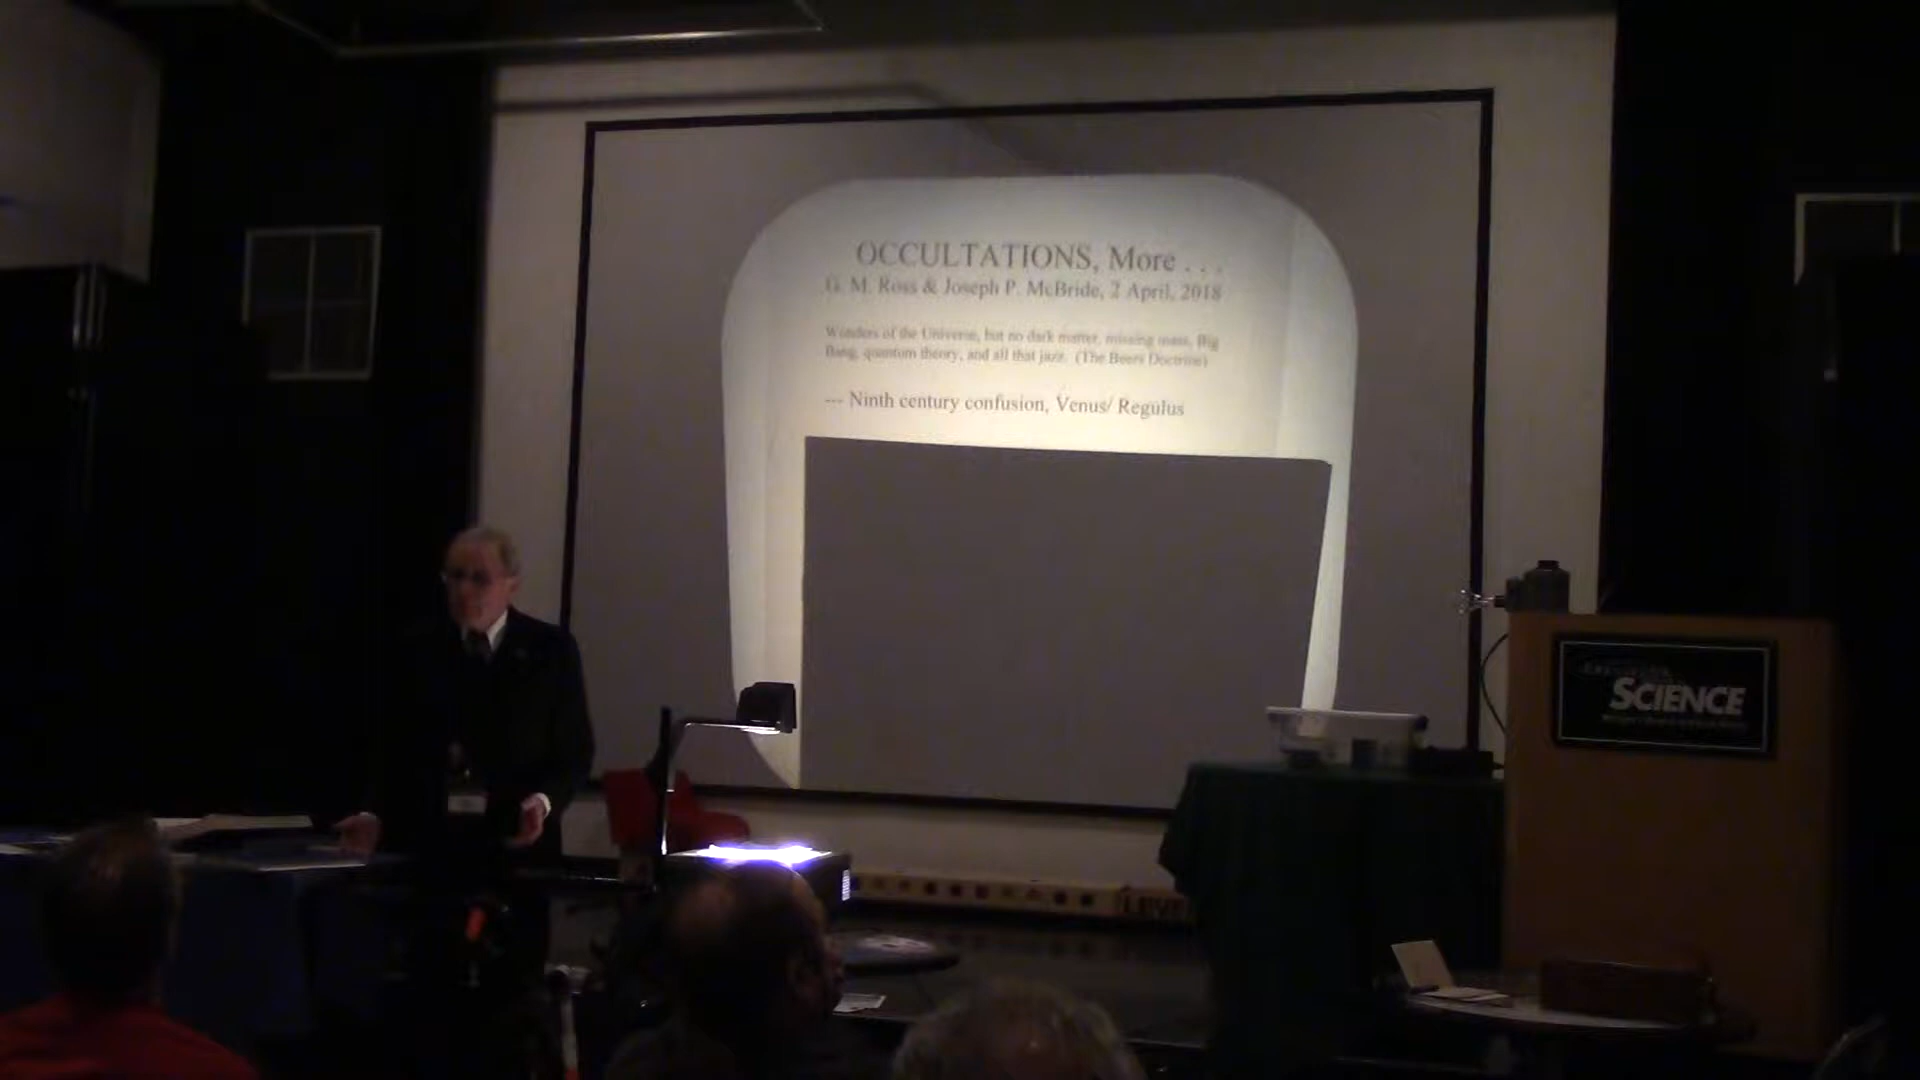 OCCULTATIONS, More . . .
G. M. Ross & Joseph P. McBride, 2 April, 2018
Wonders of the Universe, but no dark matter, missing mass, Big
Bang, quantum theory, and all that jazz. (The Beers Doctrine)
--- Ninth century confusion, Venus/ Regulus
SCIENCE
LEVEL